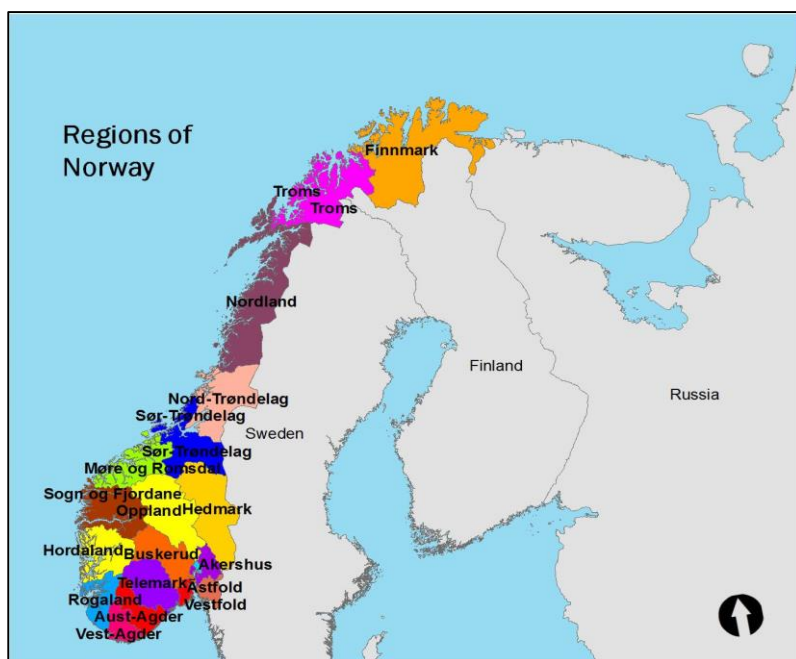 Regions of
Norway
Finnmark
Troms
Troms
Nordland
Finland
Russia
Nord-Trøndelag
Sør-Trøndelag
Sweden
Sør-Trøndelag
Møre og Romsdal
Sogn og Fjordane
Oppland
Hedmark
Hordaland
Buskerud
Akershus
Telemark
Astfold
Rogaland
Vestfold
Aust-Agder
Vest-Agder